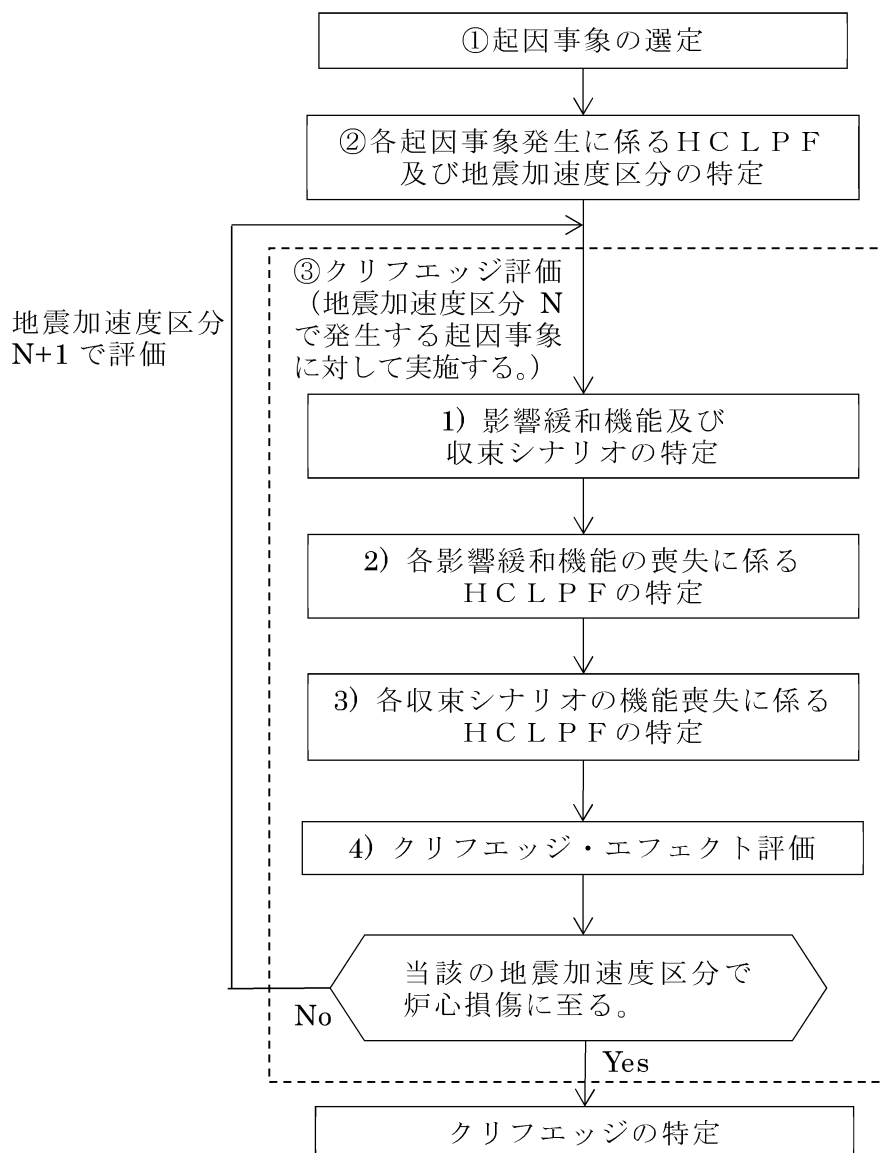 ①起因事象の選定
②各起因事象発生に係るＨＣＬＰＦ
及び地震加速度区分の特定
③クリフエッジ評価
（地震加速度区分 N
で発生する起因事象
に対して実施する。）
地震加速度区分
N+1 で評価
1) 影響緩和機能及び
収束シナリオの特定
2) 各影響緩和機能の喪失に係る
ＨＣＬＰＦの特定
3) 各収束シナリオの機能喪失に係る
ＨＣＬＰＦの特定
4) クリフエッジ・エフェクト評価
当該の地震加速度区分で
炉心損傷に至る。
No
Yes
クリフエッジの特定